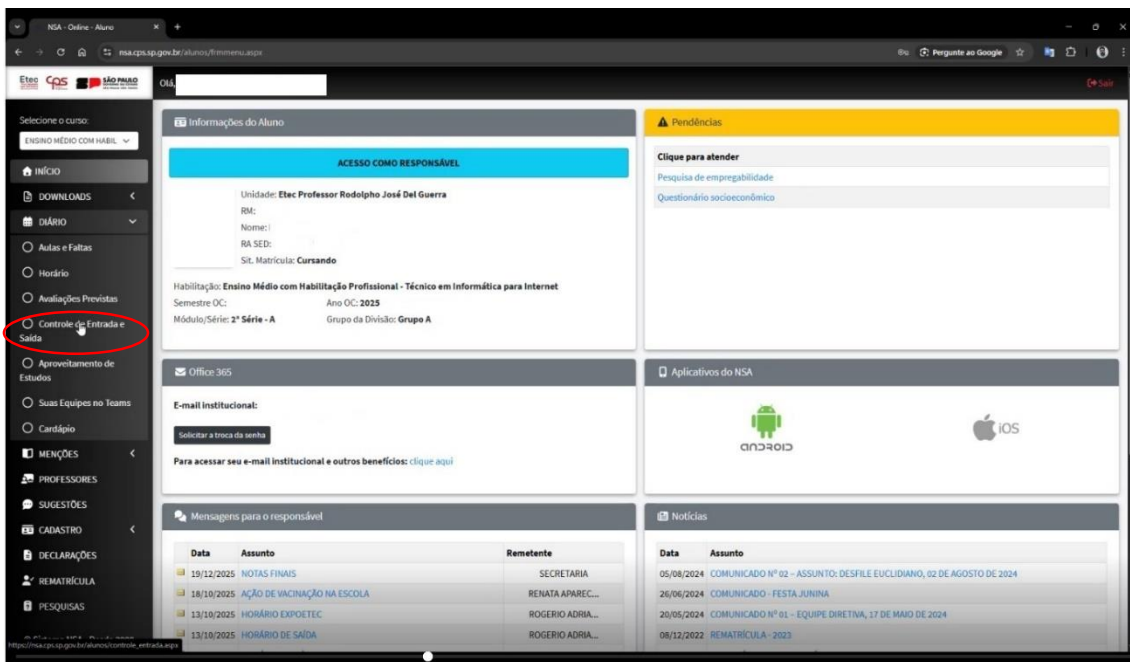 NSA - Online - Aluno
nsa.cps.sp.gov.br/alunos/frmmenu.aspx
Pergunte ao Google
Etec
CPS
SÃO PAULO
Olá,
Sair
Selecione o curso:
ENSINO MÉDIO COM HABIL
INÍCIO
DOWNLOADS
DIÁRIO
Aulas e Faltas
Horário
Avaliações Previstas
Controle de Entrada e
Saída
Aproveitamento de
Estudos
Suas Equipes no Teams
Cardápio
MENÇÕES
PROFESSORES
SUGESTÕES
CADASTRO
DECLARAÇÕES
REMATRÍCULA
PESQUISAS
https://nsa.cps.sp.gov.br/alunos/controle_entrada.aspx
Informações do Aluno
ACESSO COMO RESPONSÁVEL
Unidade: Etec Professor Rodolpho José Del Guerra
RM:
Nome:
RA SED:
Sit. Matrícula: Cursando
Habilitação: Ensino Médio com Habilitação Profissional - Técnico em Informática para Internet
Semestre OC: Ano OC: 2025
Módulo/Série: 2ª Série - A Grupo da Divisão: Grupo A
Pendências
Clique para atender
Pesquisa de empregabilidade
Questionário socioeconômico
Office 365
E-mail institucional:
Solicitar a troca da senha
Para acessar seu e-mail institucional e outros benefícios: clique aqui
Aplicativos do NSA
ANDROID
iOS
Mensagens para o responsável
Data Assunto Remetente
19/12/2025 NOTAS FINAIS SECRETARIA
18/10/2025 AÇÃO DE VACINAÇÃO NA ESCOLA RENATA APAREC...
13/10/2025 HORÁRIO EXPOETEC ROGERIO ADRIA...
13/10/2025 HORÁRIO DE SAÍDA ROGERIO ADRIA...
Notícias
Data Assunto
05/08/2024 COMUNICADO Nº 02 – ASSUNTO: DESFILE EUCLIDIANO, 02 DE AGOSTO DE 2024
26/06/2024 COMUNICADO - FESTA JUNINA
20/05/2024 COMUNICADO Nº 01 – EQUIPE DIRETIVA, 17 DE MAIO DE 2024
08/12/2022 REMATRÍCULA - 2023